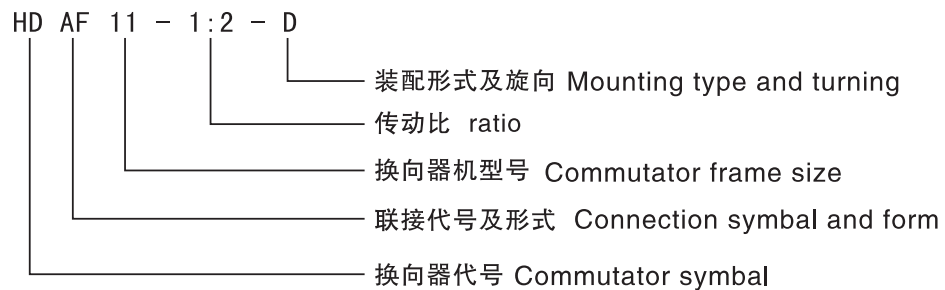 HD AF 11 - 1:2 - D
装配形式及旋向 Mounting type and turning
传动比 ratio
换向器机型号 Commutator frame size
联接代号及形式 Connection symbal and form
换向器代号 Commutator symbal